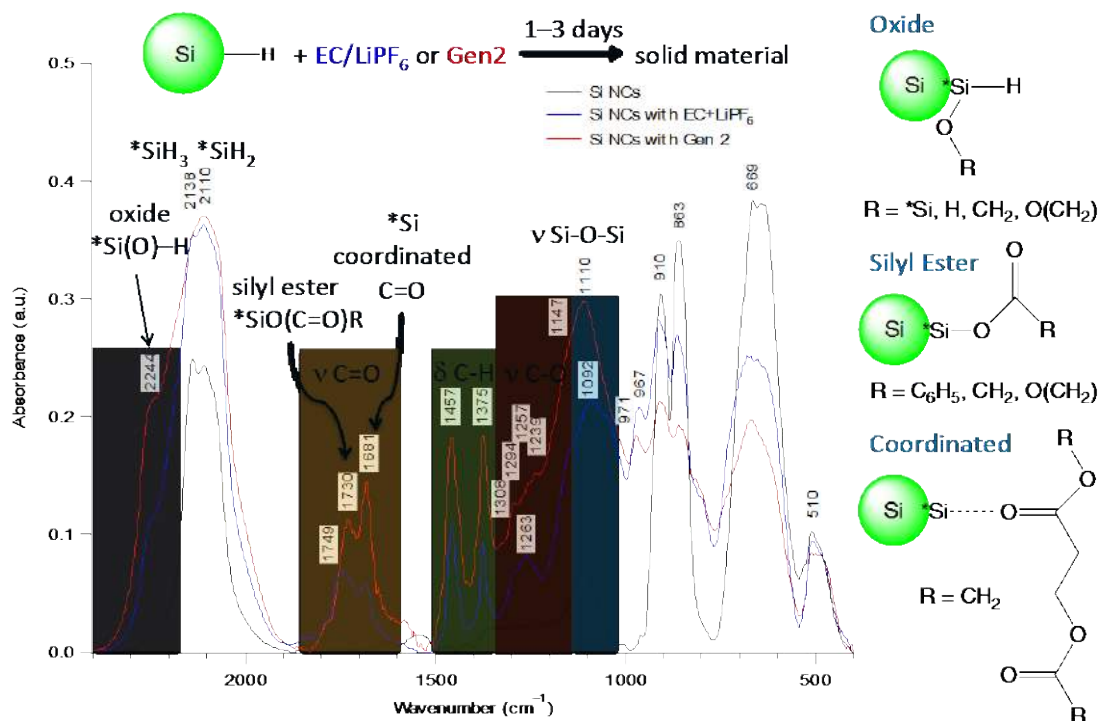 Si
H
+ EC/LiPF6 or Gen2
1–3 days
solid material
Si NCs
Si NCs with EC+LiPF6
Si NCs with Gen 2
*SiH3 *SiH2
2138
2110
oxide
*Si(O)–H
2244
silyl ester
*SiO(C=O)R
*Si
coordinated
C=O
ν C=O
1749
1730
1681
δ C-H
1457
1375
ν C-O
1308
1294
1257
1239
1263
1147
ν Si-O-Si
1110
1092
971
967
910
863
669
510
0.5
0.4
0.3
0.2
0.1
0.0
Absorbance (a.u.)
2000
1500
1000
500
Wavenumber (cm–1)
Oxide
Si
*Si
H
O
R
R = *Si, H, CH2, O(CH2)
Silyl Ester
O
Si
*Si
O
R
R = C6H5, CH2, O(CH2)
Coordinated
R
O
Si
*Si
O
R = CH2
O
O
R